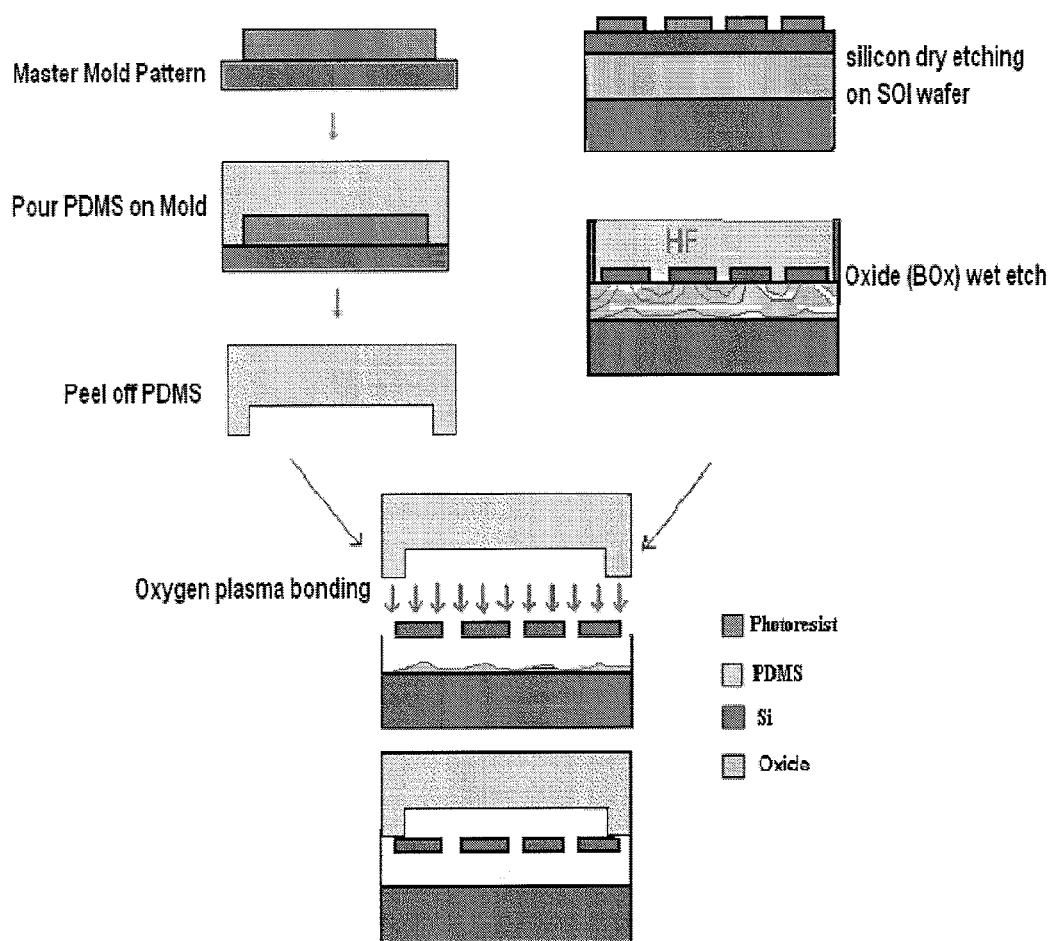 Master Mold Pattern
Pour PDMS on Mold
Peel off PDMS
silicon dry etching
on SOI wafer
HF
Oxide (BOx) wet etch
Oxygen plasma bonding
Photoresist
PDMS
Si
Oxide